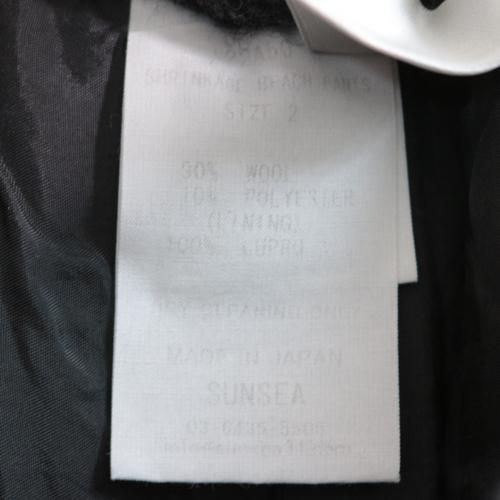 SHRINKAGE BEACH PANTS
SIZE 2
90% WOOL
10% POLYESTER
(LINING)
100% CUPRO
DRY CLEANING ONLY
MADE IN JAPAN
SUNSEA